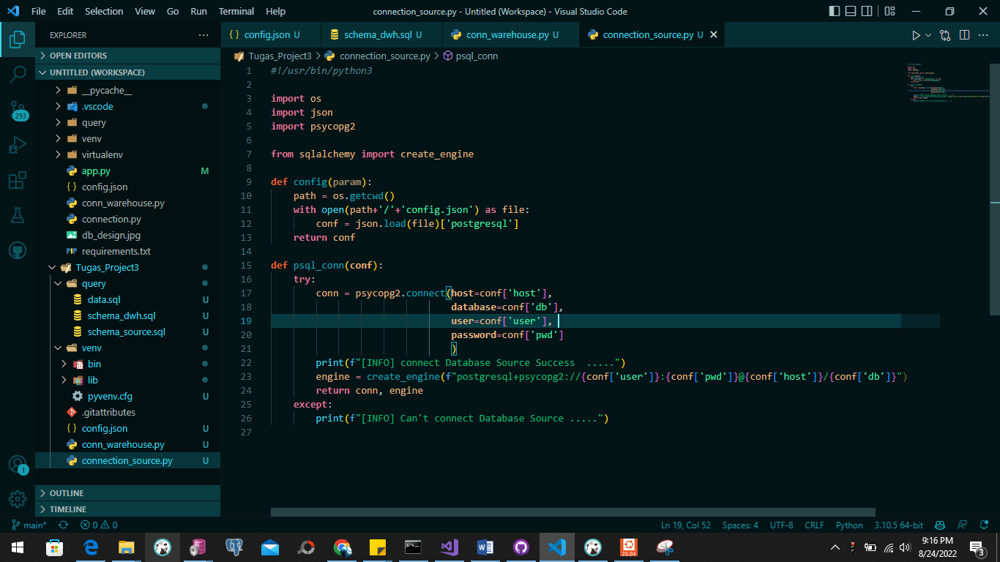 File Edit Selection View Go Run Terminal Help
connection_source.py - Untitled (Workspace) - Visual Studio Code
EXPLORER
OPEN EDITORS
UNTITLED (WORKSPACE)
__pycache__
.vscode
query
venv
virtualenv
app.py M
config.json
conn_warehouse.py
connection.py
db_design.jpg
requirements.txt
Tugas_Project3
query
data.sql U
schema_dwh.sql U
schema_source.sql U
venv
bin
lib
pyvenv.cfg U
.gitattributes
config.json U
conn_warehouse.py U
connection_source.py U
OUTLINE
TIMELINE
293
1
config.json U
schema_dwh.sql U
conn_warehouse.py U
connection_source.py U
Tugas_Project3 > connection_source.py > psql_conn
1 #!/usr/bin/python3
2
3 import os
4 import json
5 import psycopg2
6
7 from sqlalchemy import create_engine
8
9 def config(param):
10 path = os.getcwd()
11 with open(path+'/'+'config.json') as file:
12 conf = json.load(file)['postgresql']
13 return conf
14
15 def psql_conn(conf):
16 try:
17 conn = psycopg2.connect(host=conf['host'],
18 database=conf['db'],
19 user=conf['user'],
20 password=conf['pwd']
21 )
22 print(f"[INFO] connect Database Source Success  .....")
23 engine = create_engine(f"postgresql+psycopg2://{conf['user']}:{conf['pwd']}@{conf['host']}/{conf['db']}")
24 return conn, engine
25 except:
26 print(f"[INFO] Can't connect Database Source .....")
27
main* 0 0
Ln 19, Col 52 Spaces: 4 UTF-8 CRLF Python 3.10.5 64-bit
20.04
9:16 PM
8/24/2022
3